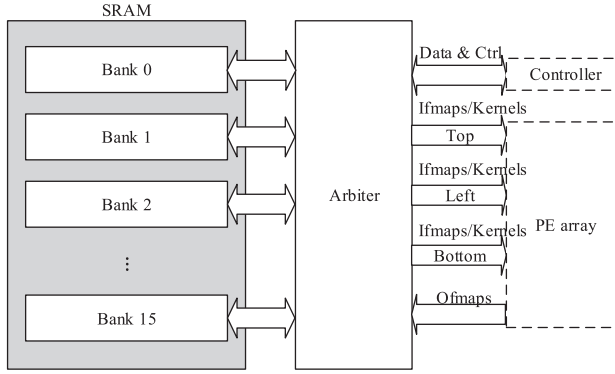 SRAM
Bank 0
Bank 1
Bank 2
⋮
Bank 15
Arbiter
Data & Ctrl
Controller
Ifmaps/Kernels
Top
Ifmaps/Kernels
Left
Ifmaps/Kernels
Bottom
Ofmaps
PE array